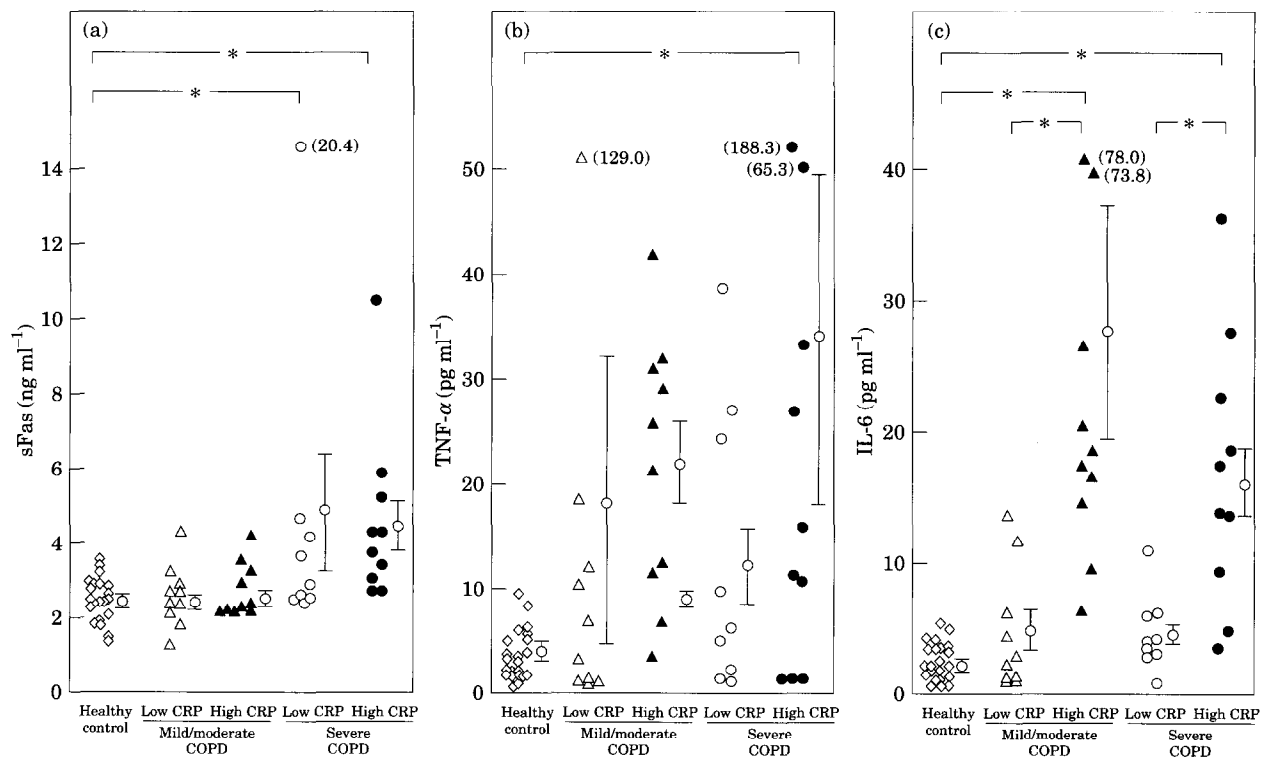 (a)
*
*
(20.4)
14
12
10
8
6
4
2
0
sFas (ng ml⁻¹)
Healthy control
Low CRP High CRP
Mild/moderate
COPD
Low CRP High CRP
Severe
COPD
(b)
*
(129.0)
(188.3)
(65.3)
50
40
30
20
10
0
TNF-α (pg ml⁻¹)
Healthy
control
Low CRP High CRP
Mild/moderate
COPD
Low CRP High CRP
Severe
COPD
(c)
*
*
*
*
(78.0)
(73.8)
40
30
20
10
0
IL-6 (pg ml⁻¹)
Healthy
control
Low CRP High CRP
Mild/moderate
COPD
Low CRP High CRP
Severe
COPD